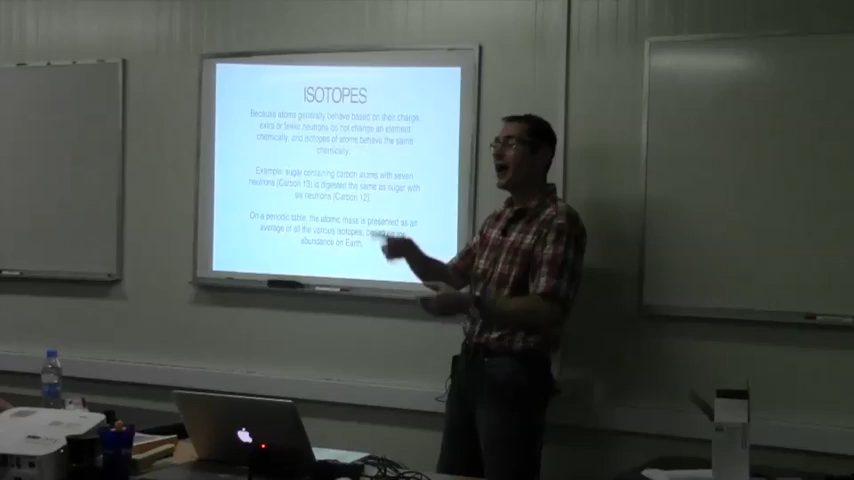 ISOTOPES
Because atoms generally behave based on their charge,
extra or fewer neutrons do not change an element
chemically, and isotopes of atoms behave the same
chemically.
Example: sugar containing carbon atoms with seven
neutrons (Carbon 13) is digested the same as sugar with
six neutrons (Carbon 12).
On a periodic table, the atomic mass is presented as an
average of all the various isotopes, based on
abundance on Earth.